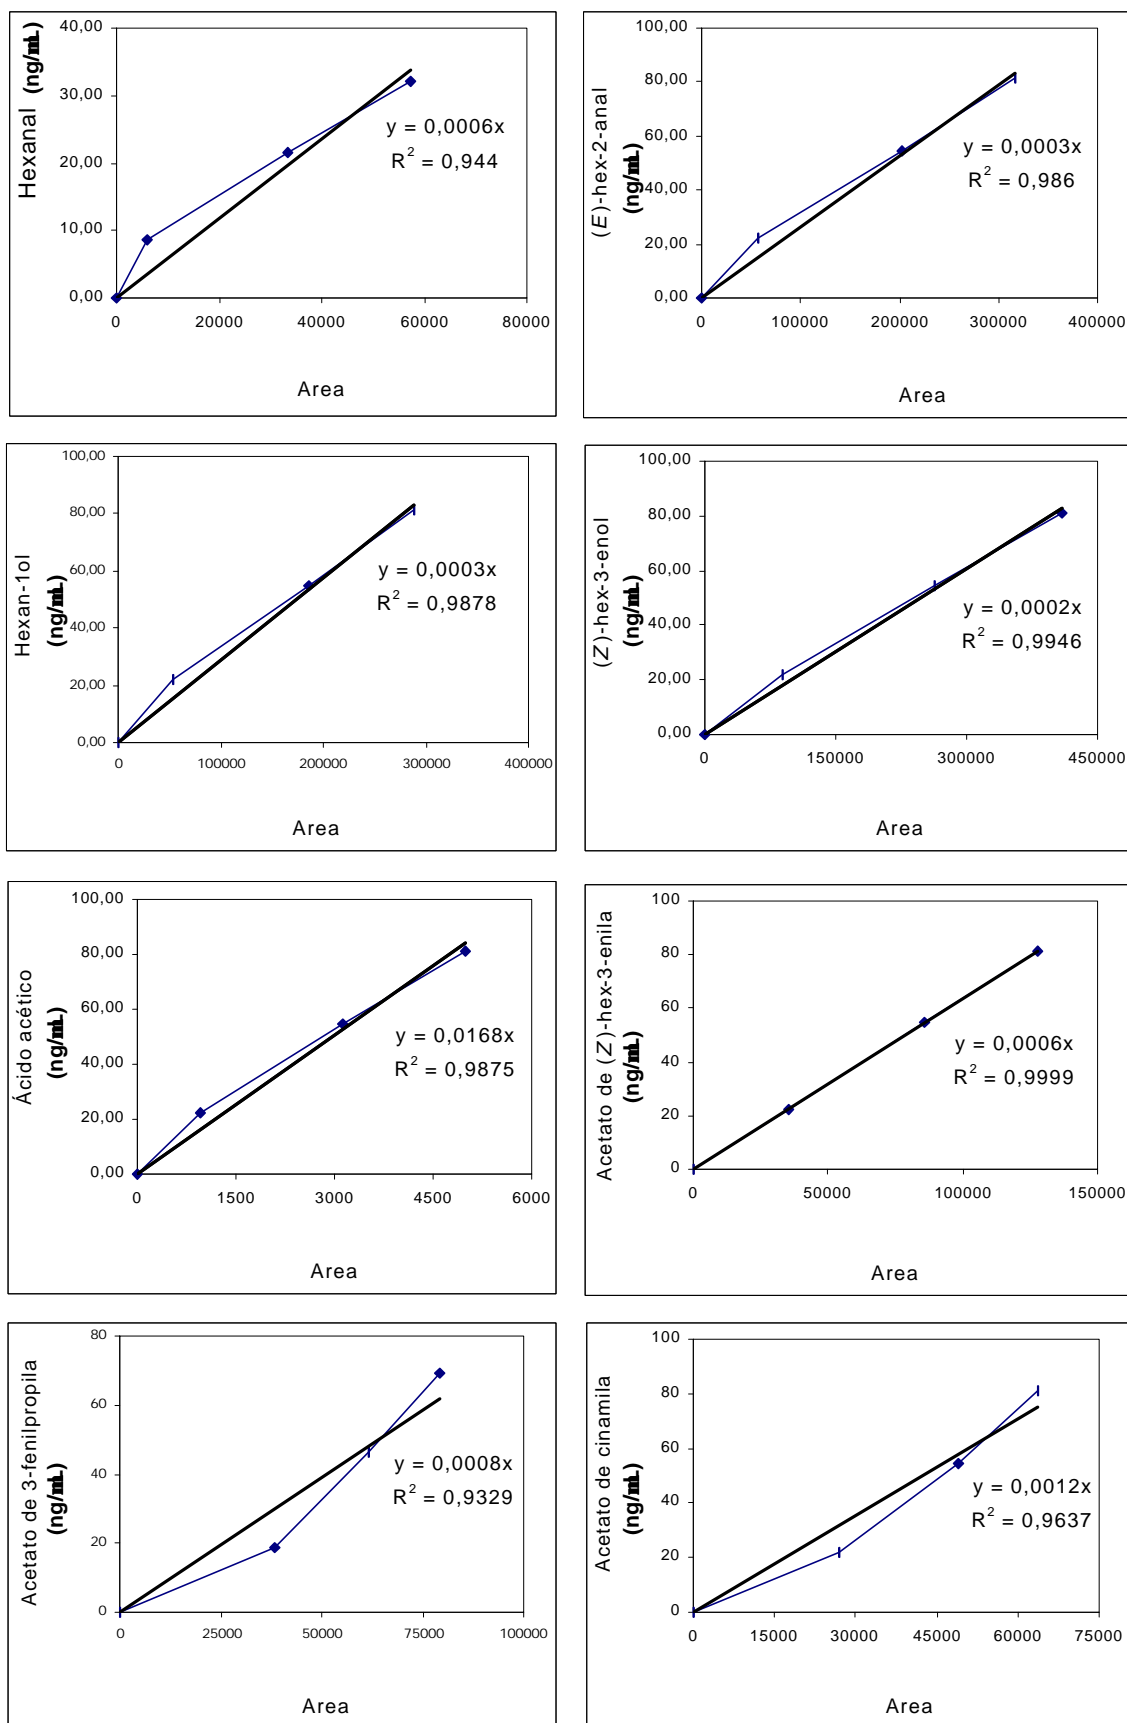 Hexanal (ng/mL)
40,00
30,00
20,00
10,00
0,00
0 20000 40000 60000 80000
y = 0,0006x
R² = 0,944
Area
(E)-hex-2-anal
(ng/mL)
100,00
80,00
60,00
40,00
20,00
0,00
0 100000 200000 300000 400000
y = 0,0003x
R² = 0,986
Area
Hexan-1ol
(ng/mL)
100,00
80,00
60,00
40,00
20,00
0,00
0 100000 200000 300000 400000
y = 0,0003x
R² = 0,9878
Area
(Z)-hex-3-enol
(ng/mL)
100,00
80,00
60,00
40,00
20,00
0,00
0 150000 300000 450000
y = 0,0002x
R² = 0,9946
Area
Ácido acético
(ng/mL)
100,00
80,00
60,00
40,00
20,00
0,00
0 1500 3000 4500 6000
y = 0,0168x
R² = 0,9875
Area
Acetato de (Z)-hex-3-enila
(ng/mL)
100
80
60
40
20
0
0 50000 100000 150000
y = 0,0006x
R² = 0,9999
Area
Acetato de 3-fenilpropila
(ng/mL)
80
60
40
20
0
0 25000 50000 75000 100000
y = 0,0008x
R² = 0,9329
Area
Acetato de cinamila
(ng/mL)
100
80
60
40
20
0
0 15000 30000 45000 60000 75000
y = 0,0012x
R² = 0,9637
Area